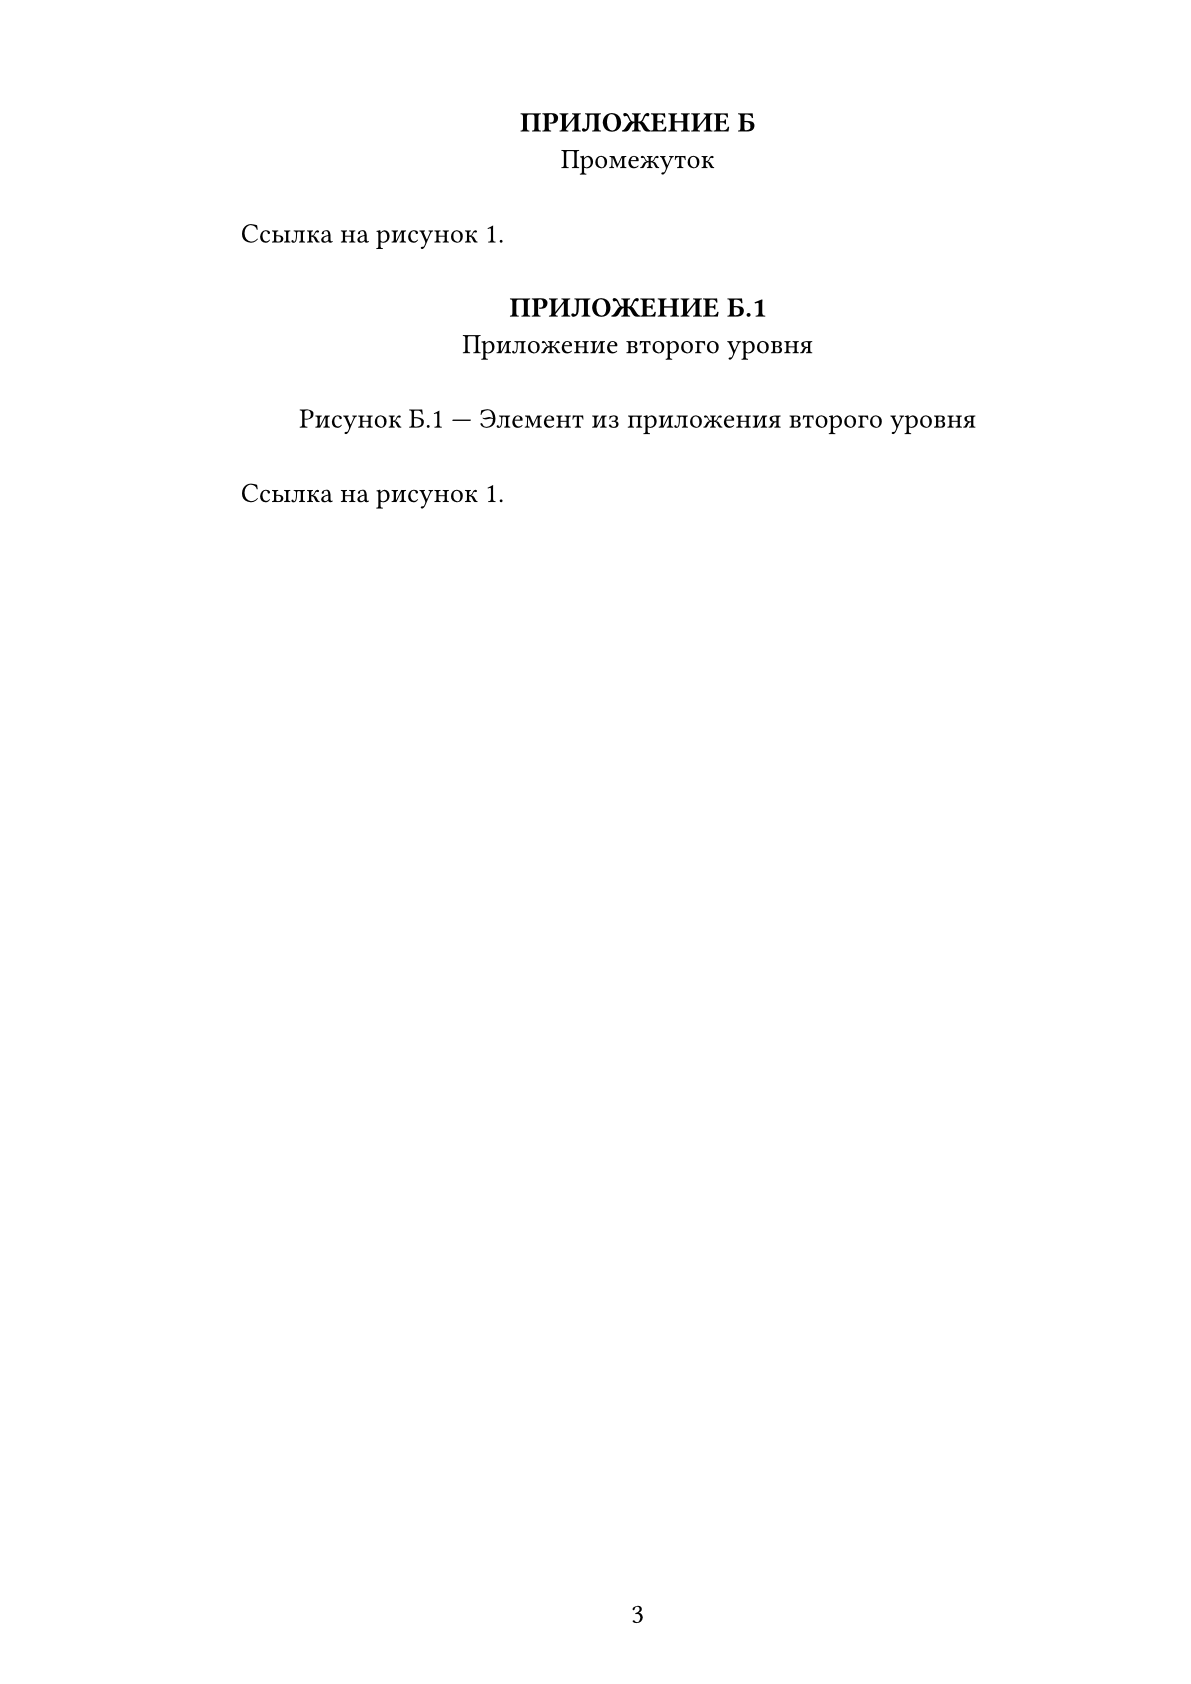 ПРИЛОЖЕНИЕ Б
Промежуток
Ссылка на рисунок 1.
ПРИЛОЖЕНИЕ Б.1
Приложение второго уровня
Рисунок Б.1 — Элемент из приложения второго уровня
Ссылка на рисунок 1.
3